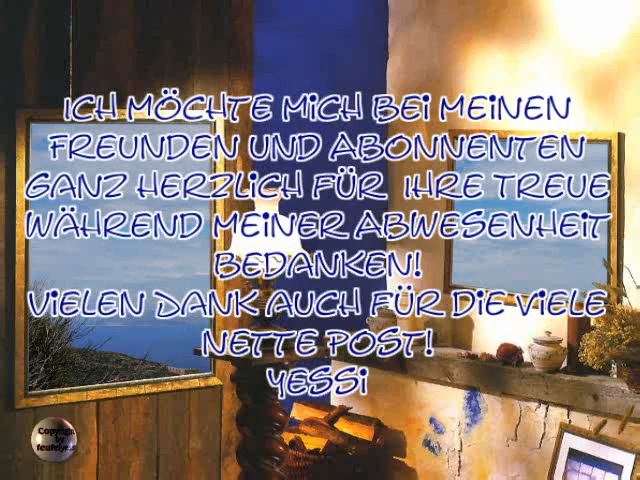 ICH MÖCHTE MICH BEI MEINEN
FREUNDEN UND ABONNENTEN
GANZ HERZLICH FÜR IHRE TREUE
WÄHREND MEINER ABWESENHEIT
BEDANKEN!
VIELEN DANK AUCH FÜR DIE VIELE
NETTE POST!
YESSI
Copyright
by